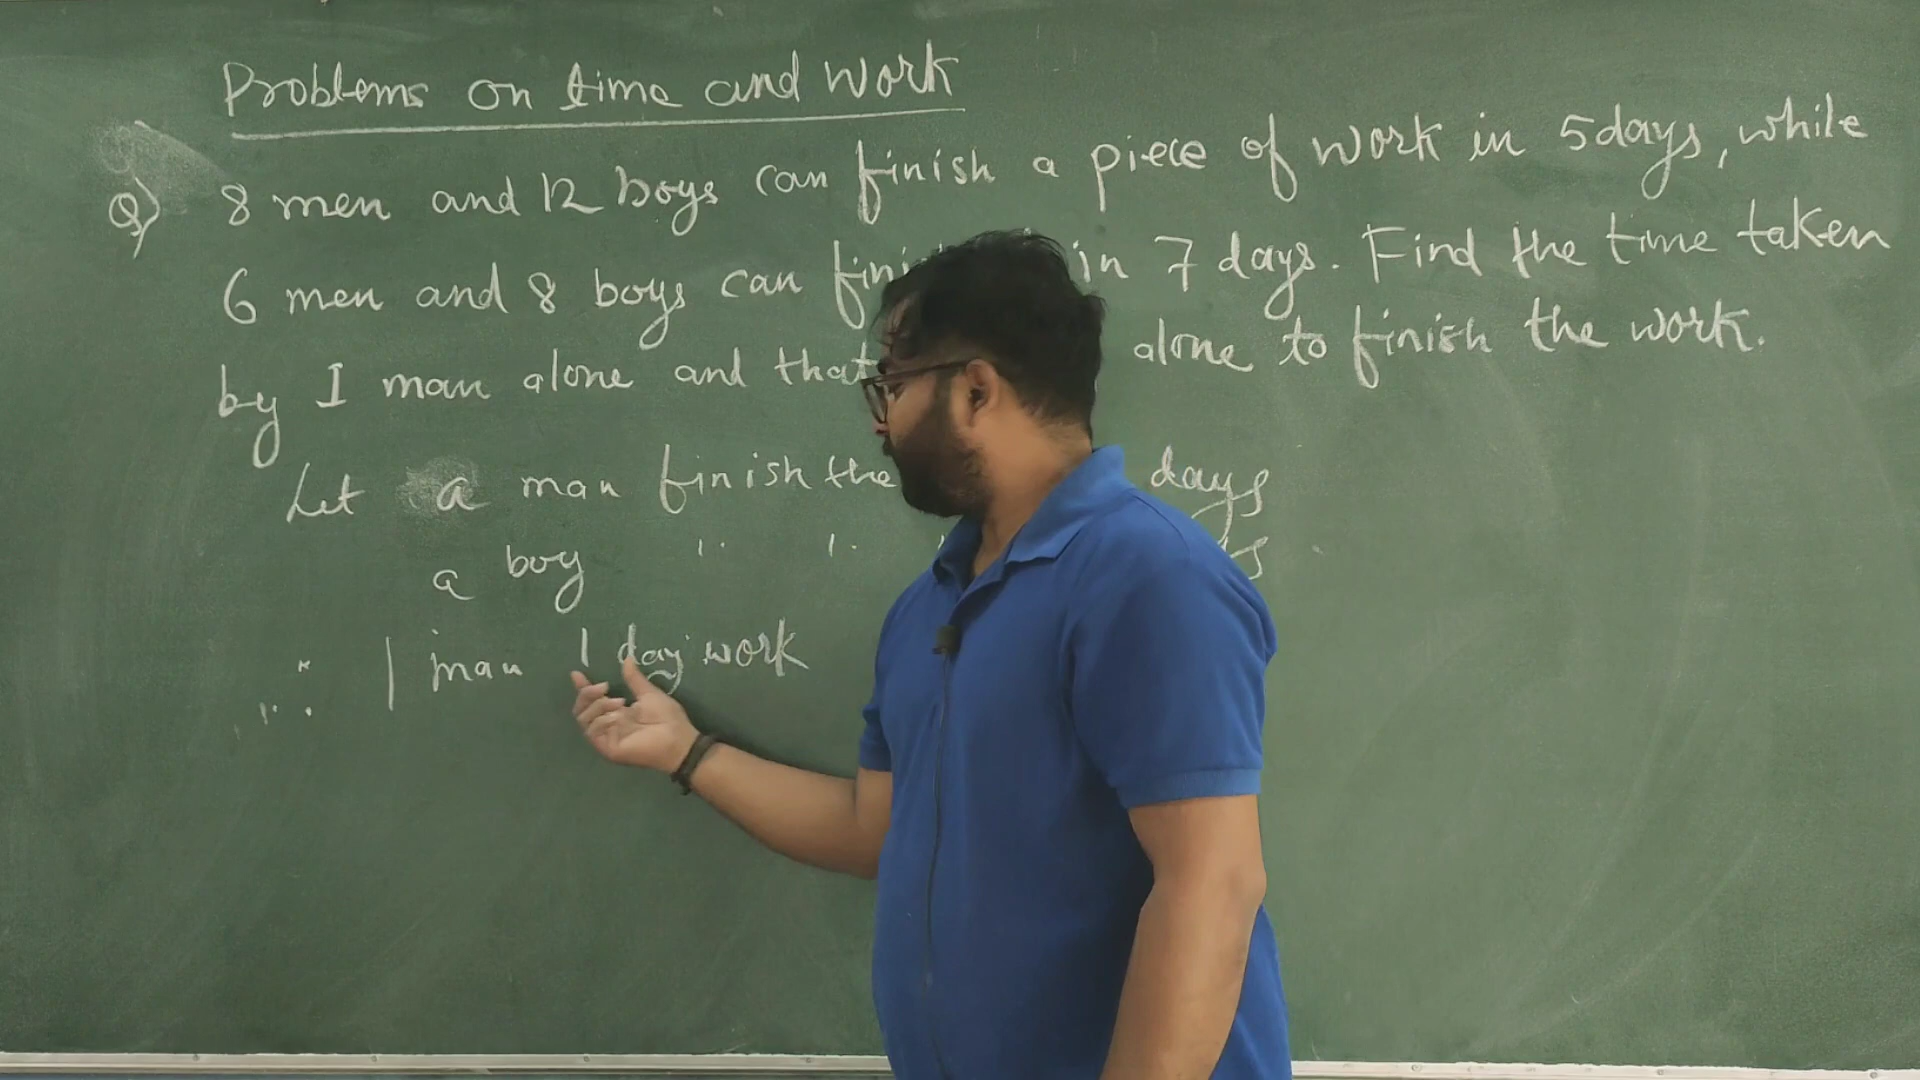 Problems on time and Work
Q) 8 men and 12 boys can finish a piece of work in 5 days, while
6 men and 8 boys can in 7 days. Find the time taken
by 1 man alone and that alone to finish the work.
Let a man finish the days
a boy
∴ 1 man 1 day work